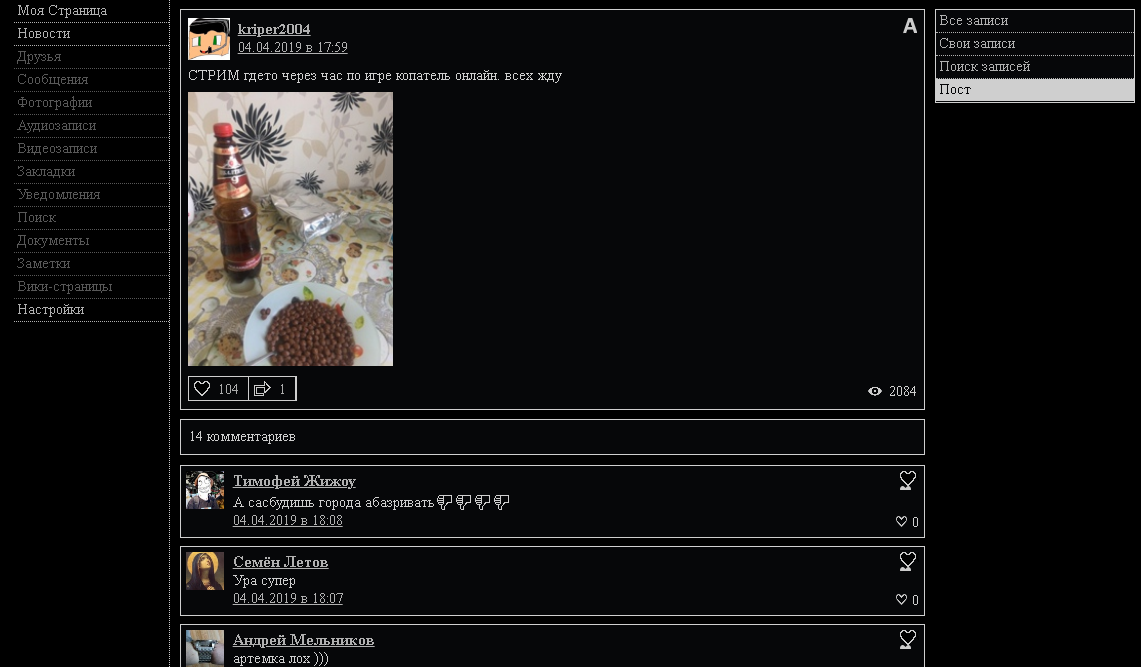 Моя Страница
Новости
Друзья
Сообщения
Фотографии
Аудиозаписи
Видеозаписи
Закладки
Уведомления
Поиск
Документы
Заметки
Вики-страницы
Настройки
kriper2004
04.04.2019 в 17:59
A
СТРИМ гдето через час по игре копатель онлайн. всех жду
104
1
2084
14 комментариев
Тимофей Жижоу
А сасбудишь города абазривать👎👎👎👎
04.04.2019 в 18:08
0
Семён Летов
Ура супер
04.04.2019 в 18:07
0
Андрей Мельников
артемка лох )))
Все записи
Свои записи
Поиск записей
Пост